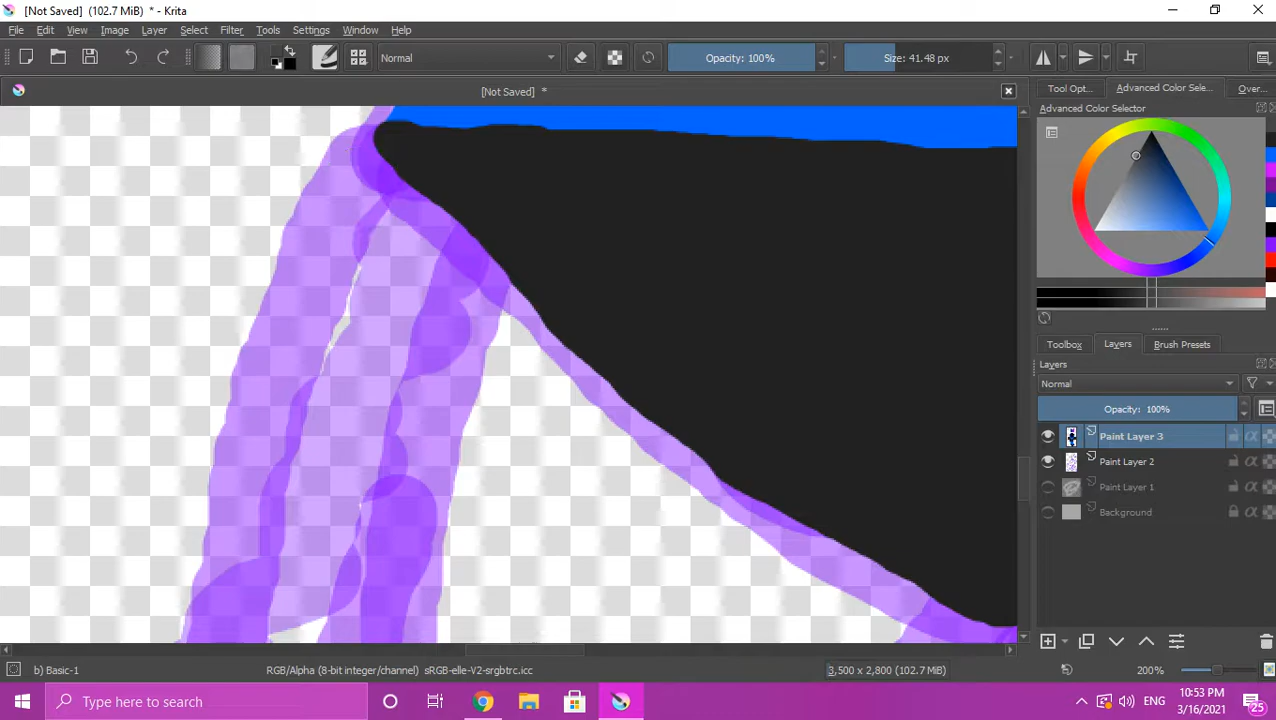 [Not Saved] (102.7 MiB) * - Krita
File Edit View Image Layer Select Filter Tools Settings Window Help
Normal Opacity: 100% Size: 41.48 px
[Not Saved] *
Tool Opt... Advanced Color Sele... Over...
Advanced Color Selector
Toolbox Layers Brush Presets
Layers
Normal
Opacity: 100%
Paint Layer 3
Paint Layer 2
Paint Layer 1
Background
b) Basic-1 RGB/Alpha (8-bit integer/channel) sRGB-elle-V2-srgbtrc.icc 3,500 x 2,800 (102.7 MiB) 200%
Type here to search ENG 10:53 PM
3/16/2021 25